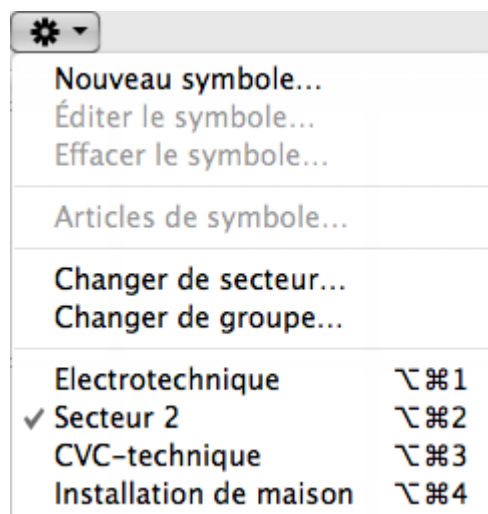 Nouveau symbole...
Éditer le symbole...
Effacer le symbole...
Articles de symbole...
Changer de secteur...
Changer de groupe...
Electrotechnique ⌥⌘1
✓ Secteur 2 ⌥⌘2
CVC-technique ⌥⌘3
Installation de maison ⌥⌘4